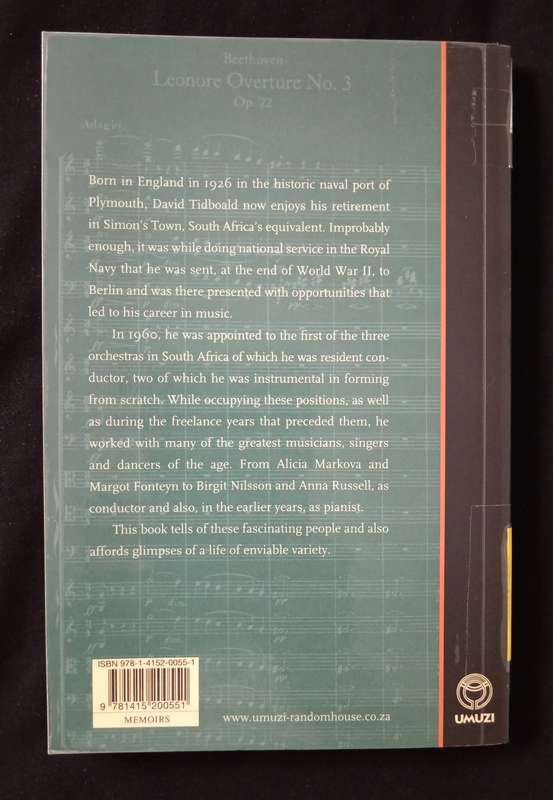 Beethoven
Leonore Overture No. 3
Op. 72
Adagio
Born in England in 1926 in the historic naval port of
Plymouth, David Tidboald now enjoys his retirement
in Simon's Town, South Africa's equivalent. Improbably
enough, it was while doing national service in the Royal
Navy that he was sent, at the end of World War II, to
Berlin and was there presented with opportunities that
led to his career in music.
In 1960, he was appointed to the first of the three
orchestras in South Africa of which he was resident con-
ductor, two of which he was instrumental in forming
from scratch. While occupying these positions, as well
as during the freelance years that preceded them, he
worked with many of the greatest musicians, singers
and dancers of the age. From Alicia Markova and
Margot Fonteyn to Birgit Nilsson and Anna Russell, as
conductor and also, in the earlier years, as pianist.
This book tells of these fascinating people and also
affords glimpses of a life of enviable variety.
ISBN 978-1-4152-0055-1
9 781415 200551
MEMOIRS
www.umuzi-randomhouse.co.za
UMUZI